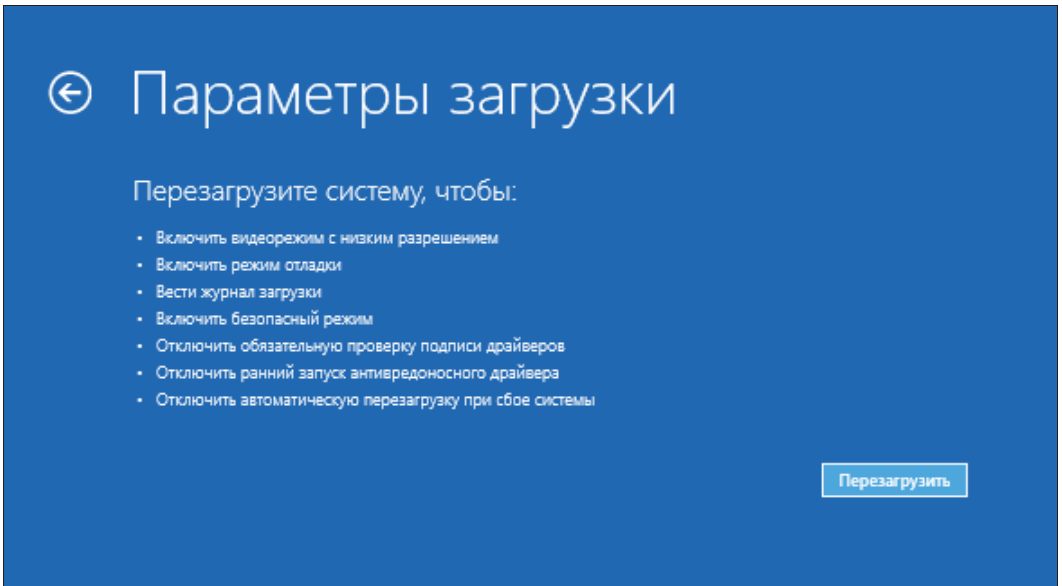 Параметры загрузки
Перезагрузите систему, чтобы:
• Включить видеорежим с низким разрешением
• Включить режим отладки
• Вести журнал загрузки
• Включить безопасный режим
• Отключить обязательную проверку подписи драйверов
• Отключить ранний запуск антивредоносного драйвера
• Отключить автоматическую перезагрузку при сбое системы
Перезагрузить